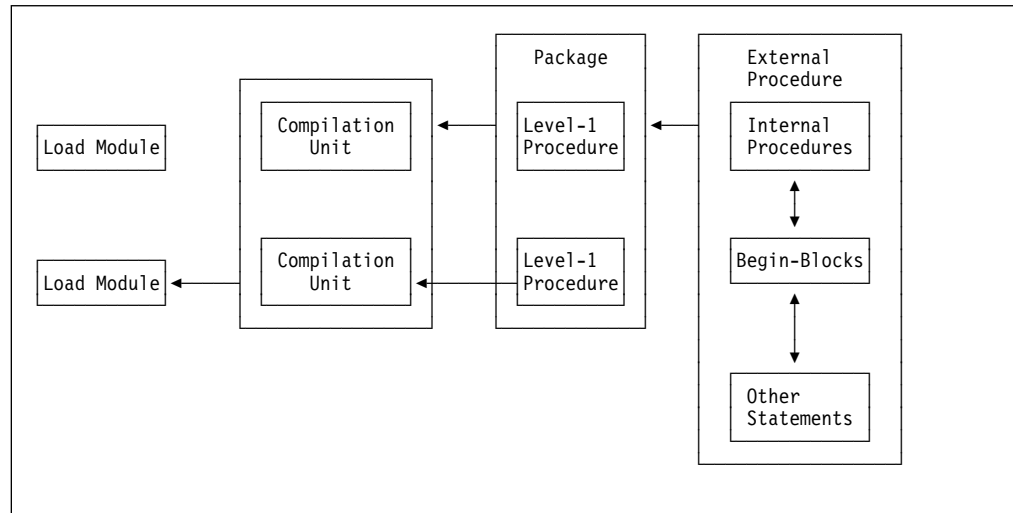 Load Module
Load Module
Compilation
Unit
Compilation
Unit
Package
Level-1
Procedure
Level-1
Procedure
External
Procedure
Internal
Procedures
Begin-Blocks
Other
Statements